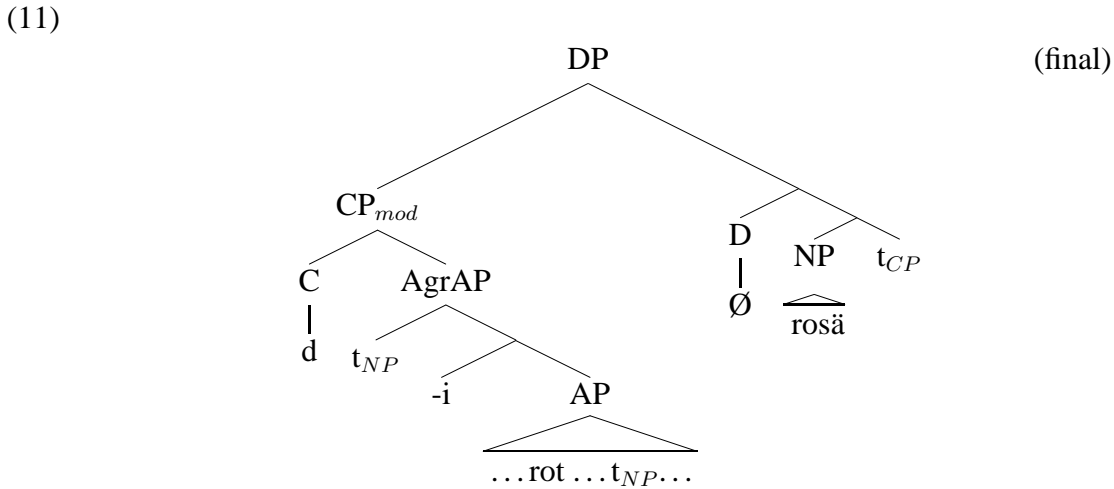 (11)
DP (final)
CP_mod
D NP t_CP
C AgrAP
Ø rosä
d t_NP
-i AP
…rot …t_NP…